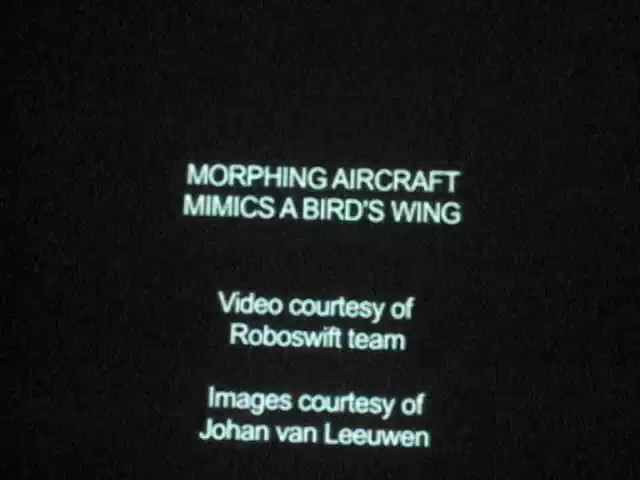 MORPHING AIRCRAFT
MIMICS A BIRD'S WING
Video courtesy of
Roboswift team
Images courtesy of
Johan van Leeuwen